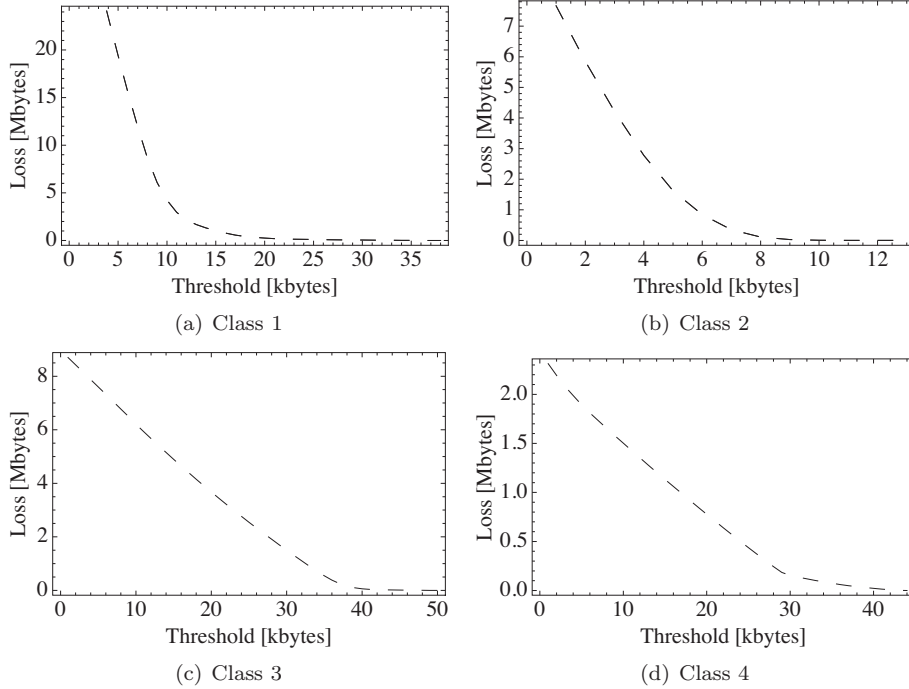 Loss [Mbytes]
20
15
10
5
0
0 5 10 15 20 25 30 35
Threshold [kbytes]
(a) Class 1
Loss [Mbytes]
7
6
5
4
3
2
1
0
0 2 4 6 8 10 12
Threshold [kbytes]
(b) Class 2
Loss [Mbytes]
8
6
4
2
0
0 10 20 30 40 50
Threshold [kbytes]
(c) Class 3
Loss [Mbytes]
2.0
1.5
1.0
0.5
0.0
0 10 20 30 40
Threshold [kbytes]
(d) Class 4